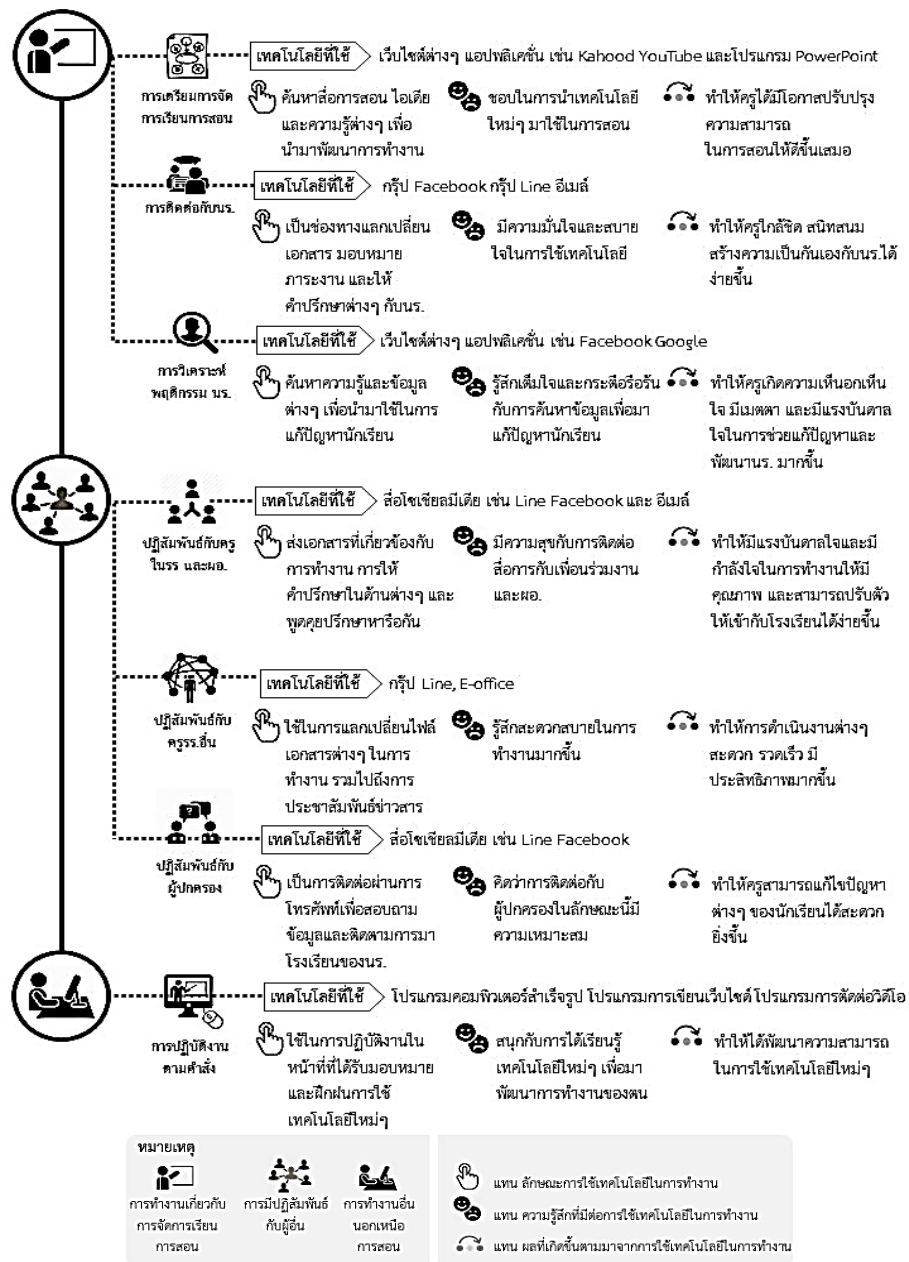 เทคโนโลยีที่ใช้ เว็บไซต์ต่างๆ แอปพลิเคชั่น เช่น Kahood YouTube และโปรแกรม PowerPoint
การเตรียมการจัด
การเรียนการสอน
ค้นหาสื่อการสอน ไอเดีย
และความรู้ต่างๆ เพื่อ
นำมาพัฒนาการทำงาน
ชอบในการนำเทคโนโลยี
ใหม่ๆ มาใช้ในการสอน
ทำให้ครูได้มีโอกาสปรับปรุง
ความสามารถ
ในการสอนให้ดีขึ้นเสมอ
เทคโนโลยีที่ใช้ กรุ๊ป Facebook กรุ๊ป Line อีเมล์
การติดต่อกับนร.
เป็นช่องทางแลกเปลี่ยน
เอกสาร มอบหมาย
ภาระงาน และให้
คำปรึกษาต่างๆ กับนร.
มีความมั่นใจและสบาย
ใจในการใช้เทคโนโลยี
ทำให้ครูใกล้ชิด สนิทสนม
สร้างความเป็นกันเองกับนร.ได้
ง่ายขึ้น
เทคโนโลยีที่ใช้ เว็บไซต์ต่างๆ แอปพลิเคชั่น เช่น Facebook Google
การวิเคราะห์
พฤติกรรม นร.
ค้นหาความรู้และข้อมูล
ต่างๆ เพื่อนำมาใช้ในการ
แก้ปัญหานักเรียน
รู้สึกเต็มใจและกระตือรือร้น
กับการค้นหาข้อมูลเพื่อมา
แก้ปัญหานักเรียน
ทำให้ครูเกิดความเห็นอกเห็น
ใจ มีเมตตา และมีแรงบันดาล
ใจในการช่วยแก้ปัญหาและ
พัฒนานร. มากขึ้น
เทคโนโลยีที่ใช้ สื่อโซเชียลมีเดีย เช่น Line Facebook และ อีเมล์
ปฏิสัมพันธ์กับครู
ในรร และผอ.
ส่งเอกสารที่เกี่ยวข้องกับ
การทำงาน การให้
คำปรึกษาในด้านต่างๆ และ
พูดคุยปรึกษาหารือกัน
มีความสุขกับการติดต่อ
สื่อการกับเพื่อนร่วมงาน
และผอ.
ทำให้มีแรงบันดาลใจและมี
กำลังใจในการทำงานให้มี
คุณภาพ และสามารถปรับตัว
ให้เข้ากับโรงเรียนได้ง่ายขึ้น
เทคโนโลยีที่ใช้ กรุ๊ป Line, E-office
ปฏิสัมพันธ์กับ
ครูรร.อื่น
ใช้ในการแลกเปลี่ยนไฟล์
เอกสารต่างๆ ในการ
ทำงาน รวมไปถึงการ
ประชาสัมพันธ์ข่าวสาร
รู้สึกสะดวกสบายในการ
ทำงานมากขึ้น
ทำให้การดำเนินงานต่างๆ
สะดวก รวดเร็ว มี
ประสิทธิภาพมากขึ้น
เทคโนโลยีที่ใช้ สื่อโซเชียลมีเดีย เช่น Line Facebook
ปฏิสัมพันธ์กับ
ผู้ปกครอง
เป็นการติดต่อผ่านการ
โทรศัพท์เพื่อสอบถาม
ข้อมูลและติดตามการมา
โรงเรียนของนร.
คิดว่าการติดต่อกับ
ผู้ปกครองในลักษณะนี้มี
ความเหมาะสม
ทำให้ครูสามารถแก้ไขปัญหา
ต่างๆ ของนักเรียนได้สะดวก
ยิ่งขึ้น
เทคโนโลยีที่ใช้ โปรแกรมคอมพิวเตอร์สำเร็จรูป โปรแกรมการเขียนเว็บไซต์ โปรแกรมการตัดต่อวิดีโอ
การปฏิบัติงาน
ตามคำสั่ง
ใช้ในการปฏิบัติงานใน
หน้าที่ที่ได้รับมอบหมาย
และฝึกฝนการใช้
เทคโนโลยีใหม่ๆ
สนุกกับการได้เรียนรู้
เทคโนโลยีใหม่ๆ เพื่อมา
พัฒนาการทำงานของตน
ทำให้ได้พัฒนาความสามารถ
ในการใช้เทคโนโลยีใหม่ๆ
หมายเหตุ
การทำงานเกี่ยวกับ
การจัดการเรียน
การสอน
การมีปฏิสัมพันธ์
กับผู้อื่น
การทำงานอื่น
นอกเหนือ
การสอน
แทน ลักษณะการใช้เทคโนโลยีในการทำงาน
แทน ความรู้สึกที่มีต่อการใช้เทคโนโลยีในการทำงาน
แทน ผลที่เกิดขึ้นตามมาจากการใช้เทคโนโลยีในการทำงาน